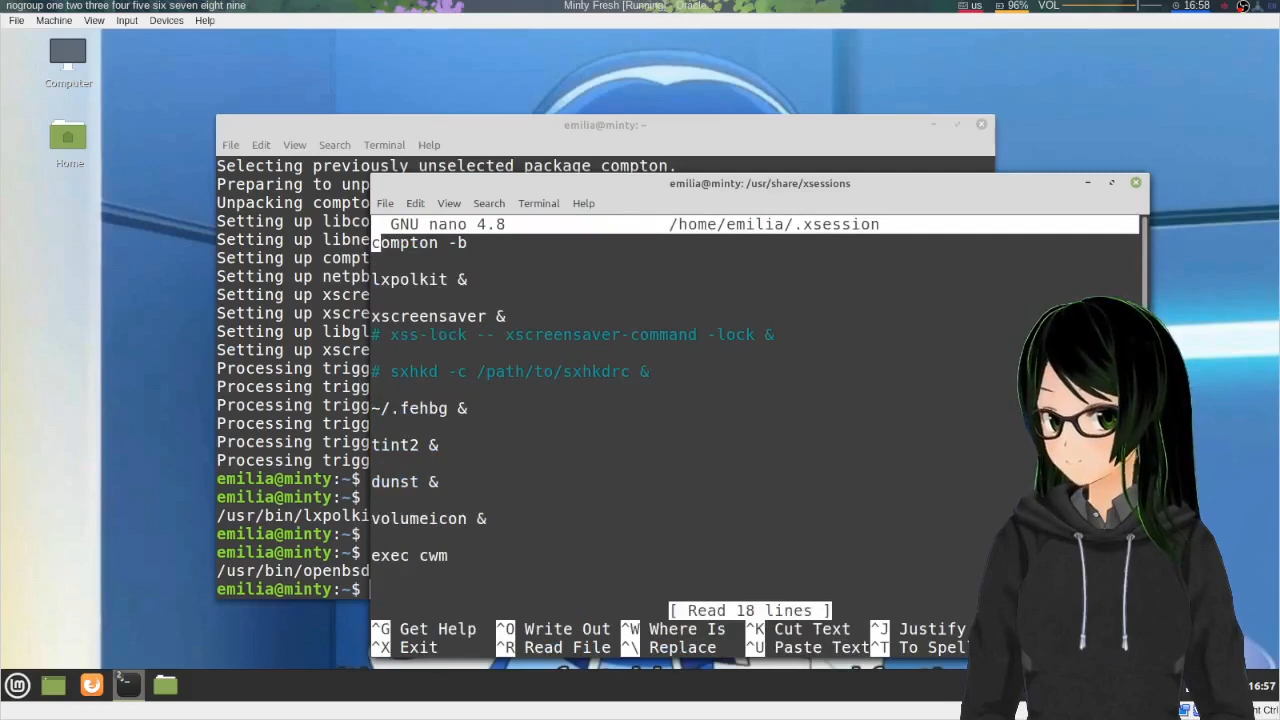 nogroup one two three four five six seven eight nine
Minty Fresh [Running] - Oracle
us
96%
VOL
16:58
File Machine View Input Devices Help
Computer
Home
emilia@minty: ~
File Edit View Search Terminal Help
Selecting previously unselected package compton.
Preparing to unp
Unpacking compto
Setting up libco
Setting up libne
Setting up compt
Setting up netpb
Setting up xscre
Setting up xscre
Setting up libgl
Setting up xscre
Processing trigg
Processing trigg
Processing trigg
Processing trigg
Processing trigg
Processing trigg
emilia@minty:~$
emilia@minty:~$
/usr/bin/lxpolki
emilia@minty:~$
emilia@minty:~$
/usr/bin/openbsd
emilia@minty:~$
emilia@minty: /usr/share/xsessions
File Edit View Search Terminal Help
GNU nano 4.8 /home/emilia/.xsession
compton -b
lxpolkit &
xscreensaver &
# xss-lock -- xscreensaver-command -lock &
# sxhkd -c /path/to/sxhkdrc &
~/.fehbg &
tint2 &
dunst &
volumeicon &
exec cwm
[ Read 18 lines ]
^G Get Help ^O Write Out ^W Where Is ^K Cut Text ^J Justify
^X Exit ^R Read File ^\ Replace ^U Paste Text ^T To Spel
16:57
ht Ctrl